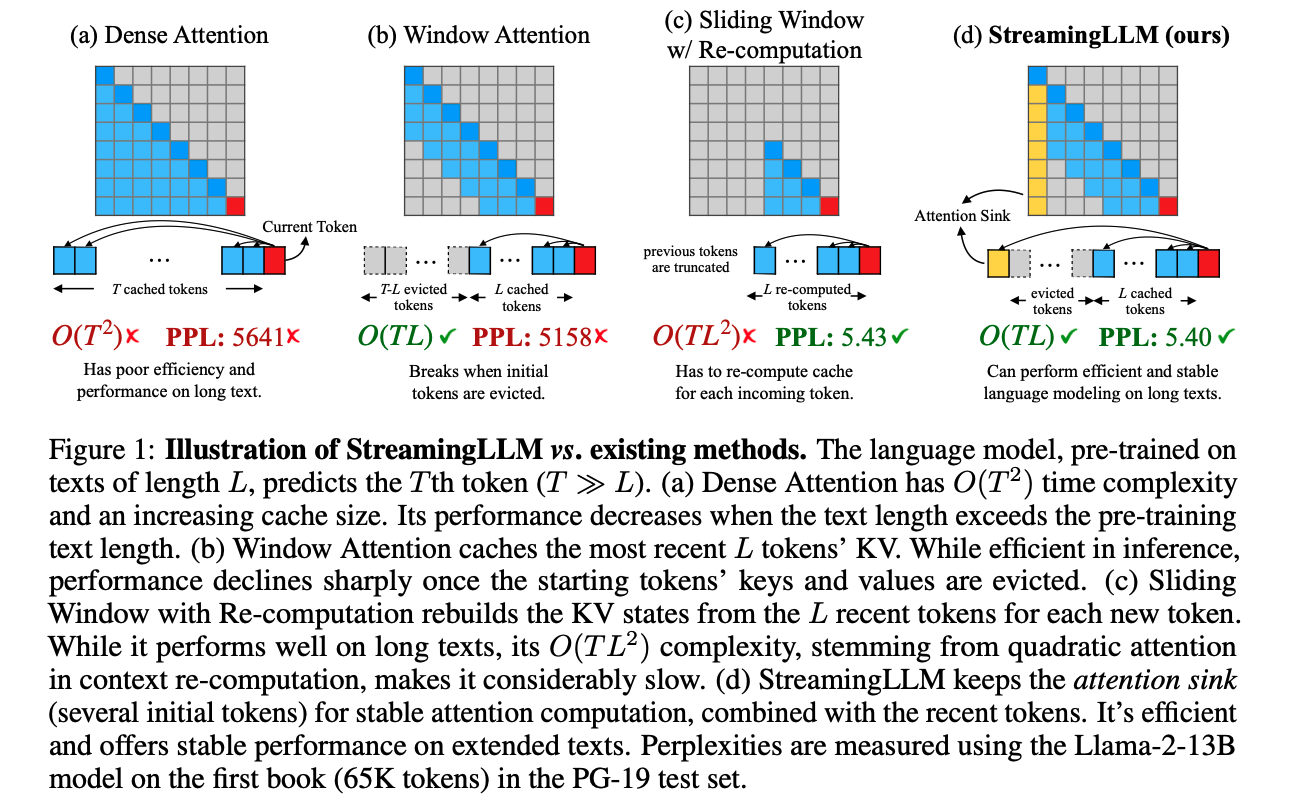 (a) Dense Attention
(b) Window Attention
(c) Sliding Window
w/ Re-computation
(d) StreamingLLM (ours)
Current Token
...
T cached tokens
...
T-L evicted
tokens
L cached
tokens
previous tokens
are truncated
...
L re-computed
tokens
Attention Sink
...
...
evicted
tokens
L cached
tokens
O(T²)✗ PPL: 5641✗
O(TL)✓ PPL: 5158✗
O(TL²)✗ PPL: 5.43✓
O(TL)✓ PPL: 5.40✓
Has poor efficiency and
performance on long text.
Breaks when initial
tokens are evicted.
Has to re-compute cache
for each incoming token.
Can perform efficient and stable
language modeling on long texts.
Figure 1: Illustration of StreamingLLM vs. existing methods. The language model, pre-trained on
texts of length L, predicts the Tth token (T ≫ L). (a) Dense Attention has O(T²) time complexity
and an increasing cache size. Its performance decreases when the text length exceeds the pre-training
text length. (b) Window Attention caches the most recent L tokens’ KV. While efficient in inference,
performance declines sharply once the starting tokens’ keys and values are evicted. (c) Sliding
Window with Re-computation rebuilds the KV states from the L recent tokens for each new token.
While it performs well on long texts, its O(TL²) complexity, stemming from quadratic attention
in context re-computation, makes it considerably slow. (d) StreamingLLM keeps the attention sink
(several initial tokens) for stable attention computation, combined with the recent tokens. It’s efficient
and offers stable performance on extended texts. Perplexities are measured using the Llama-2-13B
model on the first book (65K tokens) in the PG-19 test set.